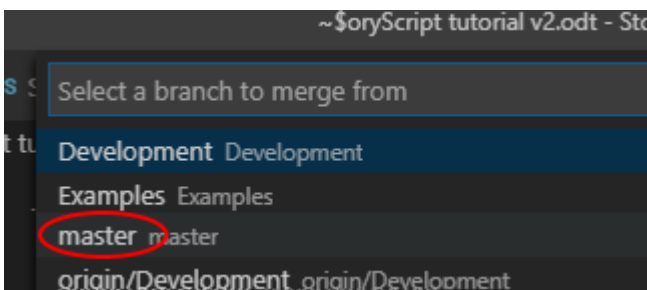 ~$oryScript tutorial v2.odt - Sto
s S
Select a branch to merge from
t tu
Development Development
Examples Examples
master master
origin/Development origin/Development